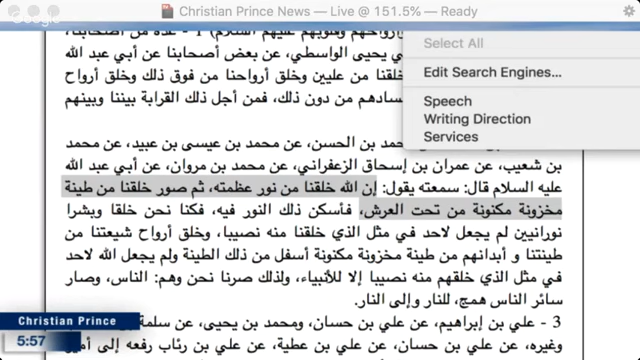 Christian Prince News — Live @ 151.5% — Ready
Google
Select All
Edit Search Engines...
Speech
Writing Direction
Services
يحيى الواسطي، عن بعض أصحابنا عن أبي عبد الله
خلقنا من عليين وخلق أرواحنا من فوق ذلك وخلق أرواح
أجسادهم من دون ذلك، فمن أجل ذلك القرابة بيننا وبينهم
بن الحسن، عن محمد بن عيسى بن عبيد، عن محمد
بن شعيب، عن عمران بن إسحاق الزعفراني، عن محمد بن مروان، عن أبي عبد الله
عليه السلام قال: سمعته يقول: إن الله خلقنا من نور عظمته، ثم صور خلقنا من طينة
مخزونة مكنونة من تحت العرش، فأسكن ذلك النور فيه، فكنا نحن خلقا وبشرا
نورانيين لم يجعل لاحد في مثل الذي خلقنا منه نصيبا، وخلق أرواح شيعتنا من
طينتنا و أبدانهم من طينة مخزونة مكنونة أسفل من ذلك الطينة ولم يجعل الله لاحد
في مثل الذي خلقهم منه نصيبا إلا للأنبياء، ولذلك صرنا نحن وهم: الناس، وصار
سائر الناس همج، للنار وإلى النار.
3 - علي بن إبراهيم، عن علي بن حسان، ومحمد بن يحيى، عن سلمة
وغيره، عن علي بن حسان، عن علي بن عطية، عن علي بن رئاب رفعه إلى
Christian Prince
5:57